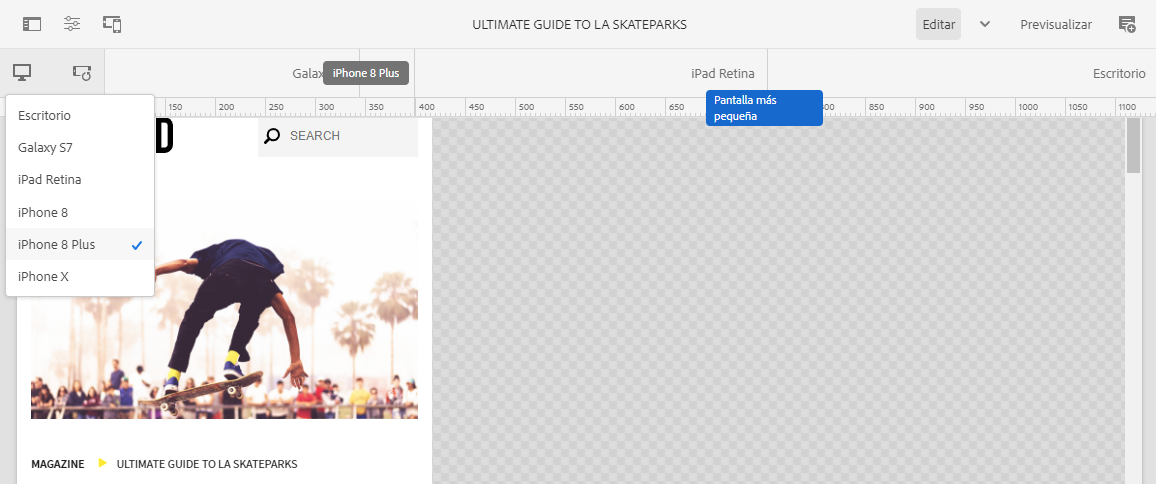 ULTIMATE GUIDE TO LA SKATEPARKS
Editar
Previsualizar
iPhone 8 Plus
iPad Retina
Escritorio
150 200 250 300 350 400 450 500 550 600 650 800 850 900 950 1000 1050 1100
Pantalla más
pequeña
Escritorio
Galaxy S7
iPad Retina
iPhone 8
iPhone 8 Plus
iPhone X
D
SEARCH
MAGAZINE ULTIMATE GUIDE TO LA SKATEPARKS